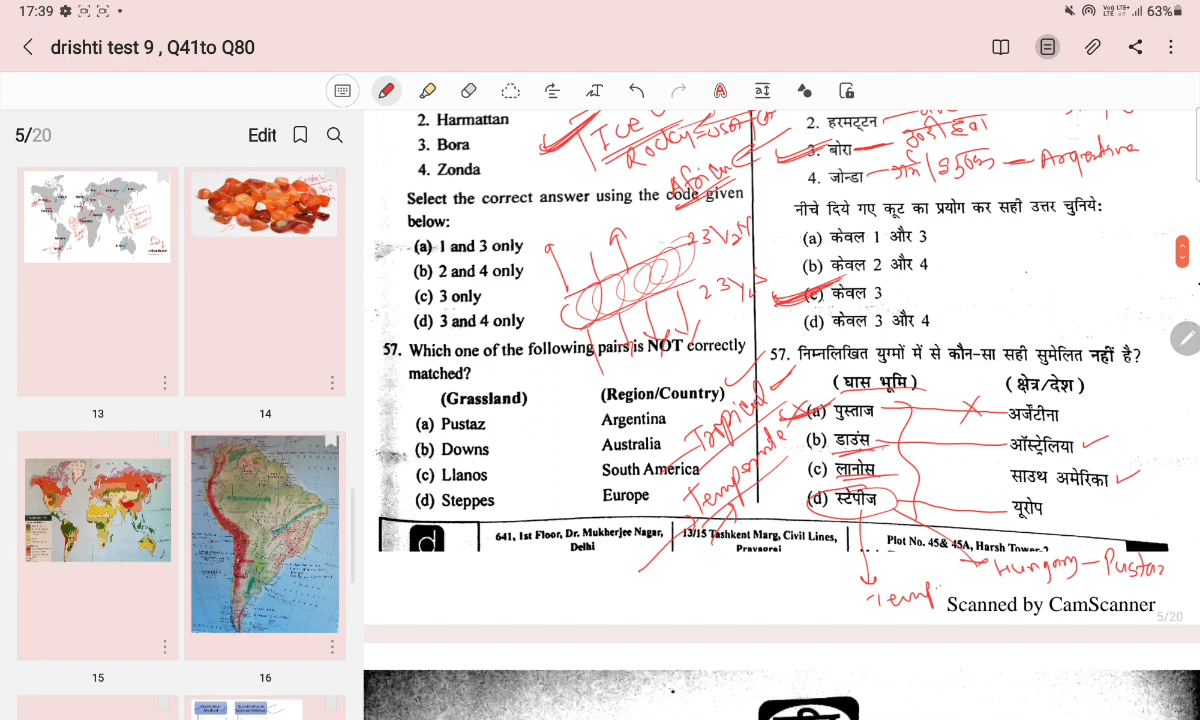 17:39
63%
drishti test 9 , Q41to Q80
5/20
Edit
13
14
15
16
2. Harmattan
3. Bora
4. Zonda
Select the correct answer using the code given
below:
(a) 1 and 3 only
(b) 2 and 4 only
(c) 3 only
(d) 3 and 4 only
57. Which one of the following pairs is NOT correctly
matched?
(Grassland) (Region/Country)
(a) Pustaz Argentina
(b) Downs Australia
(c) Llanos South America
(d) Steppes Europe
Tropical
Temperate
2. हरमट्टन
3. बोरा
4. जोन्डा
Argentina
नीचे दिये गए कूट का प्रयोग कर सही उत्तर चुनिये:
(a) केवल 1 और 3
(b) केवल 2 और 4
(c) केवल 3
(d) केवल 3 और 4
57. निम्नलिखित युग्मों में से कौन-सा सही सुमेलित नहीं है?
(घास भूमि) (क्षेत्र/देश)
(a) पुस्ताज अर्जेंटीना
(b) डाउंस ऑस्ट्रेलिया
(c) लानोस साउथ अमेरिका
(d) स्टेपीज यूरोप
Hungary – Pustaz
Temp.
641, 1st Floor, Dr. Mukherjee Nagar,
Delhi
13/15 Tashkent Marg, Civil Lines,
Prayagraj
Plot No. 45& 45A, Harsh Tower-2
Scanned by CamScanner
5/20